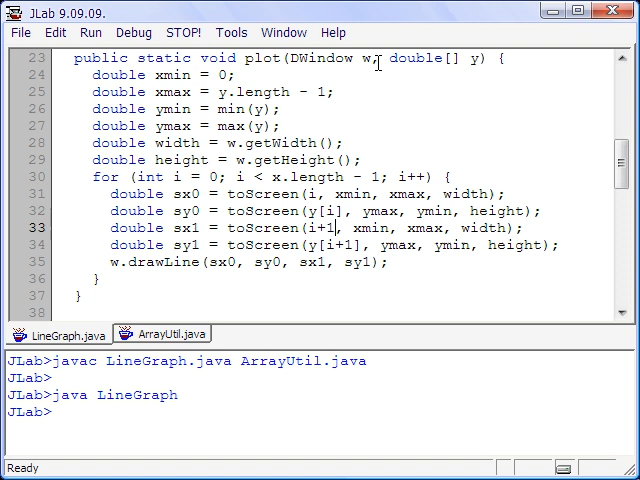 JLab 9.09.09.
File Edit Run Debug STOP! Tools Window Help
23 public static void plot(DWindow w, double[] y) {
24 double xmin = 0;
25 double xmax = y.length - 1;
26 double ymin = min(y);
27 double ymax = max(y);
28 double width = w.getWidth();
29 double height = w.getHeight();
30 for (int i = 0; i < x.length - 1; i++) {
31 double sx0 = toScreen(i, xmin, xmax, width);
32 double sy0 = toScreen(y[i], ymax, ymin, height);
33 double sx1 = toScreen(i+1, xmin, xmax, width);
34 double sy1 = toScreen(y[i+1], ymax, ymin, height);
35 w.drawLine(sx0, sy0, sx1, sy1);
36 }
37 }
38
LineGraph.java ArrayUtil.java
JLab>javac LineGraph.java ArrayUtil.java
JLab>
JLab>java LineGraph
JLab>
Ready